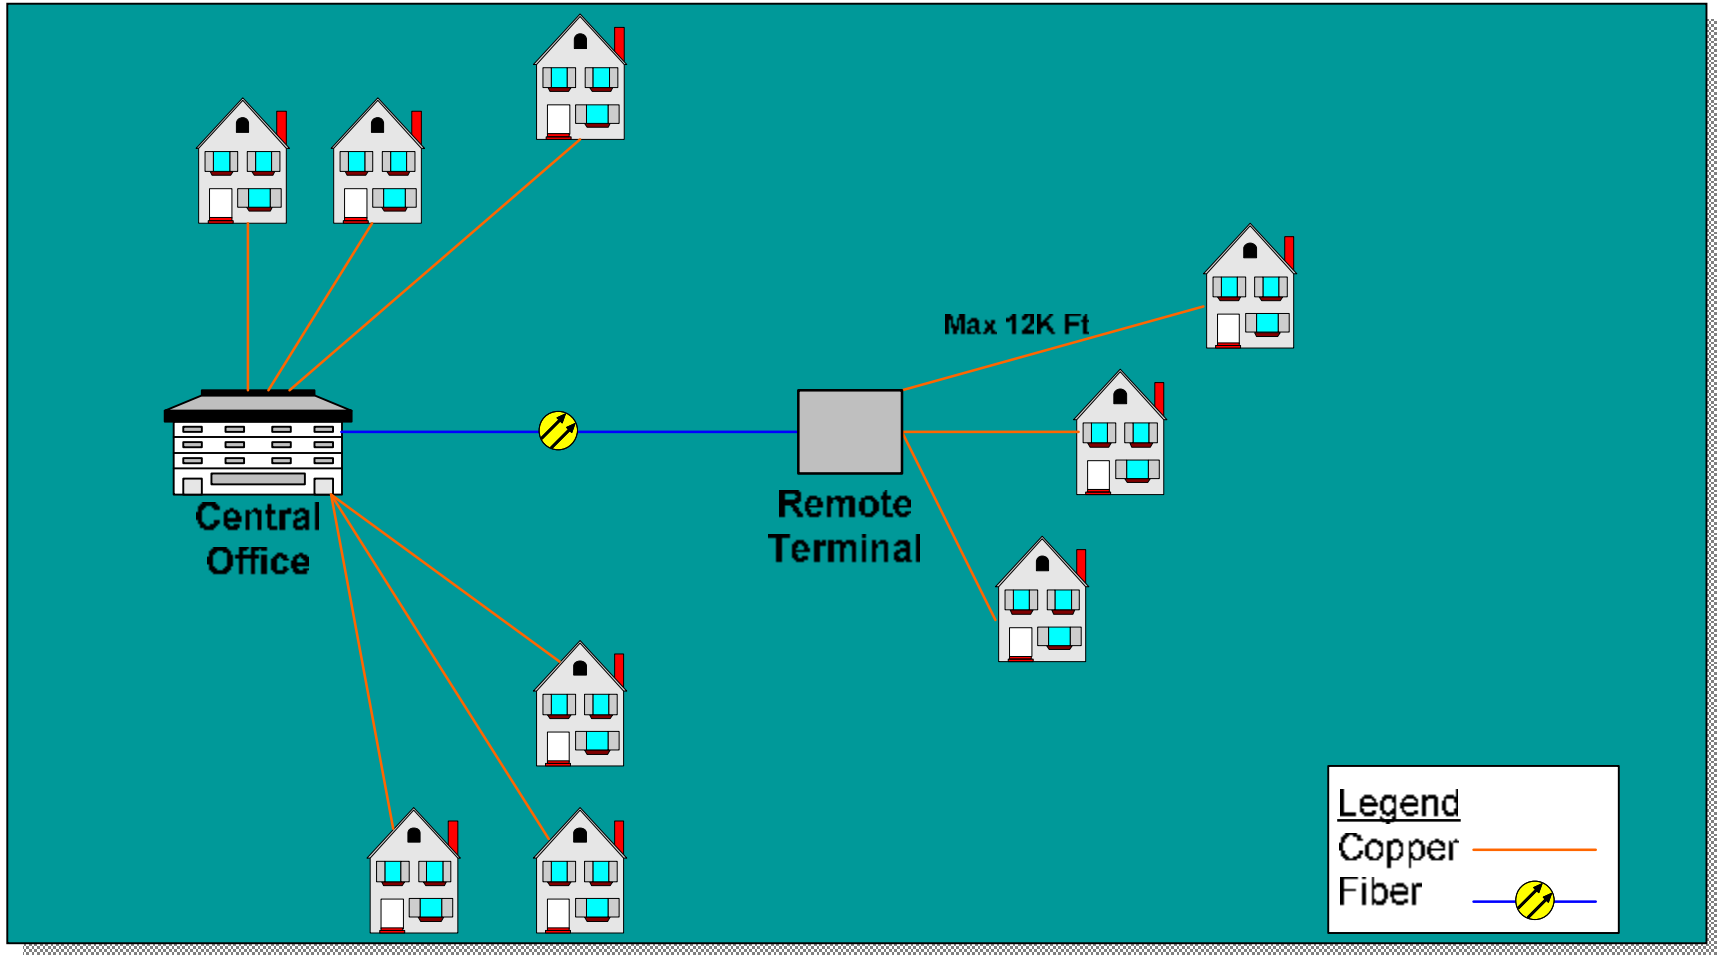 Max 12K Ft
Central
Office
Remote
Terminal
Legend
Copper
Fiber